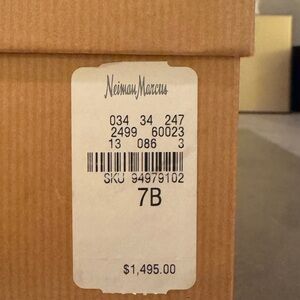 Neiman Marcus
034 34 247
2499 60023
13 086 3
SKU 94979102
7B
$1,495.00